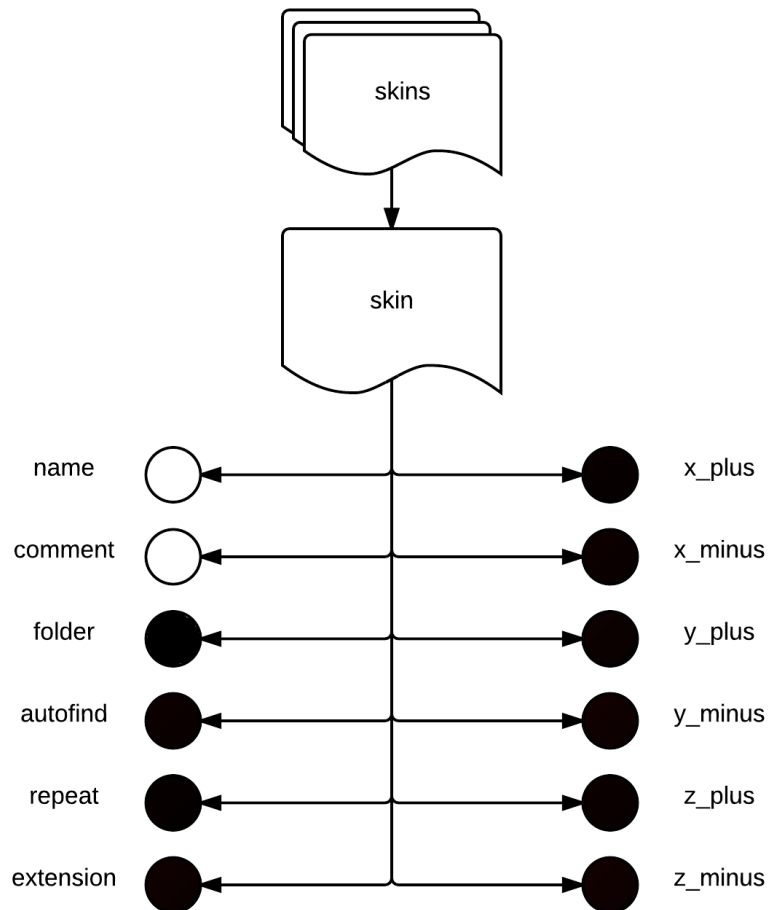 skins
skin
name x_plus
comment x_minus
folder y_plus
autofind y_minus
repeat z_plus
extension z_minus